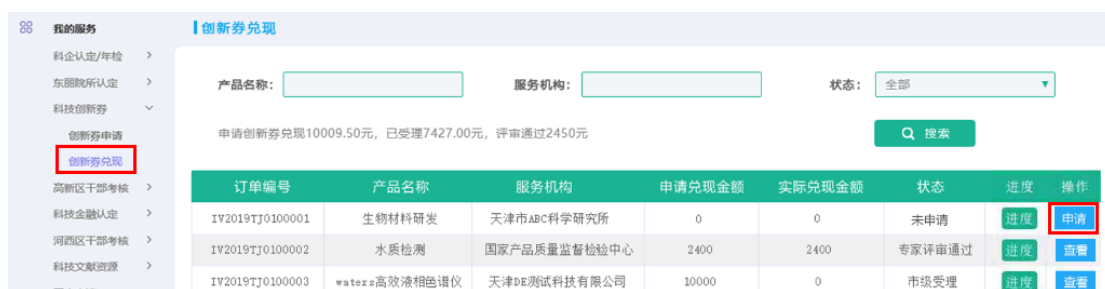 我的服务
创新券兑现
科企认定/年检
东丽院所认定
科技创新券
创新券申请
创新券兑现
高新区干部考核
科技金融认定
河西区干部考核
科技文献资源
产品名称：
服务机构：
状态：
全部
申请创新券兑现10009.50元，已受理7427.00元，评审通过2450元
搜索
订单编号 产品名称 服务机构 申请兑现金额 实际兑现金额 状态 进度 操作
IV2019TJ0100001 生物材料研发 天津市ABC科学研究所 0 0 未申请 进度 申请
IV2019TJ0100002 水质检测 国家产品质量监督检验中心 2400 2400 专家评审通过 进度 查看
IV2019TJ0100003 waters高效液相色谱仪 天津DE测试科技有限公司 10000 0 市级受理 进度 查看